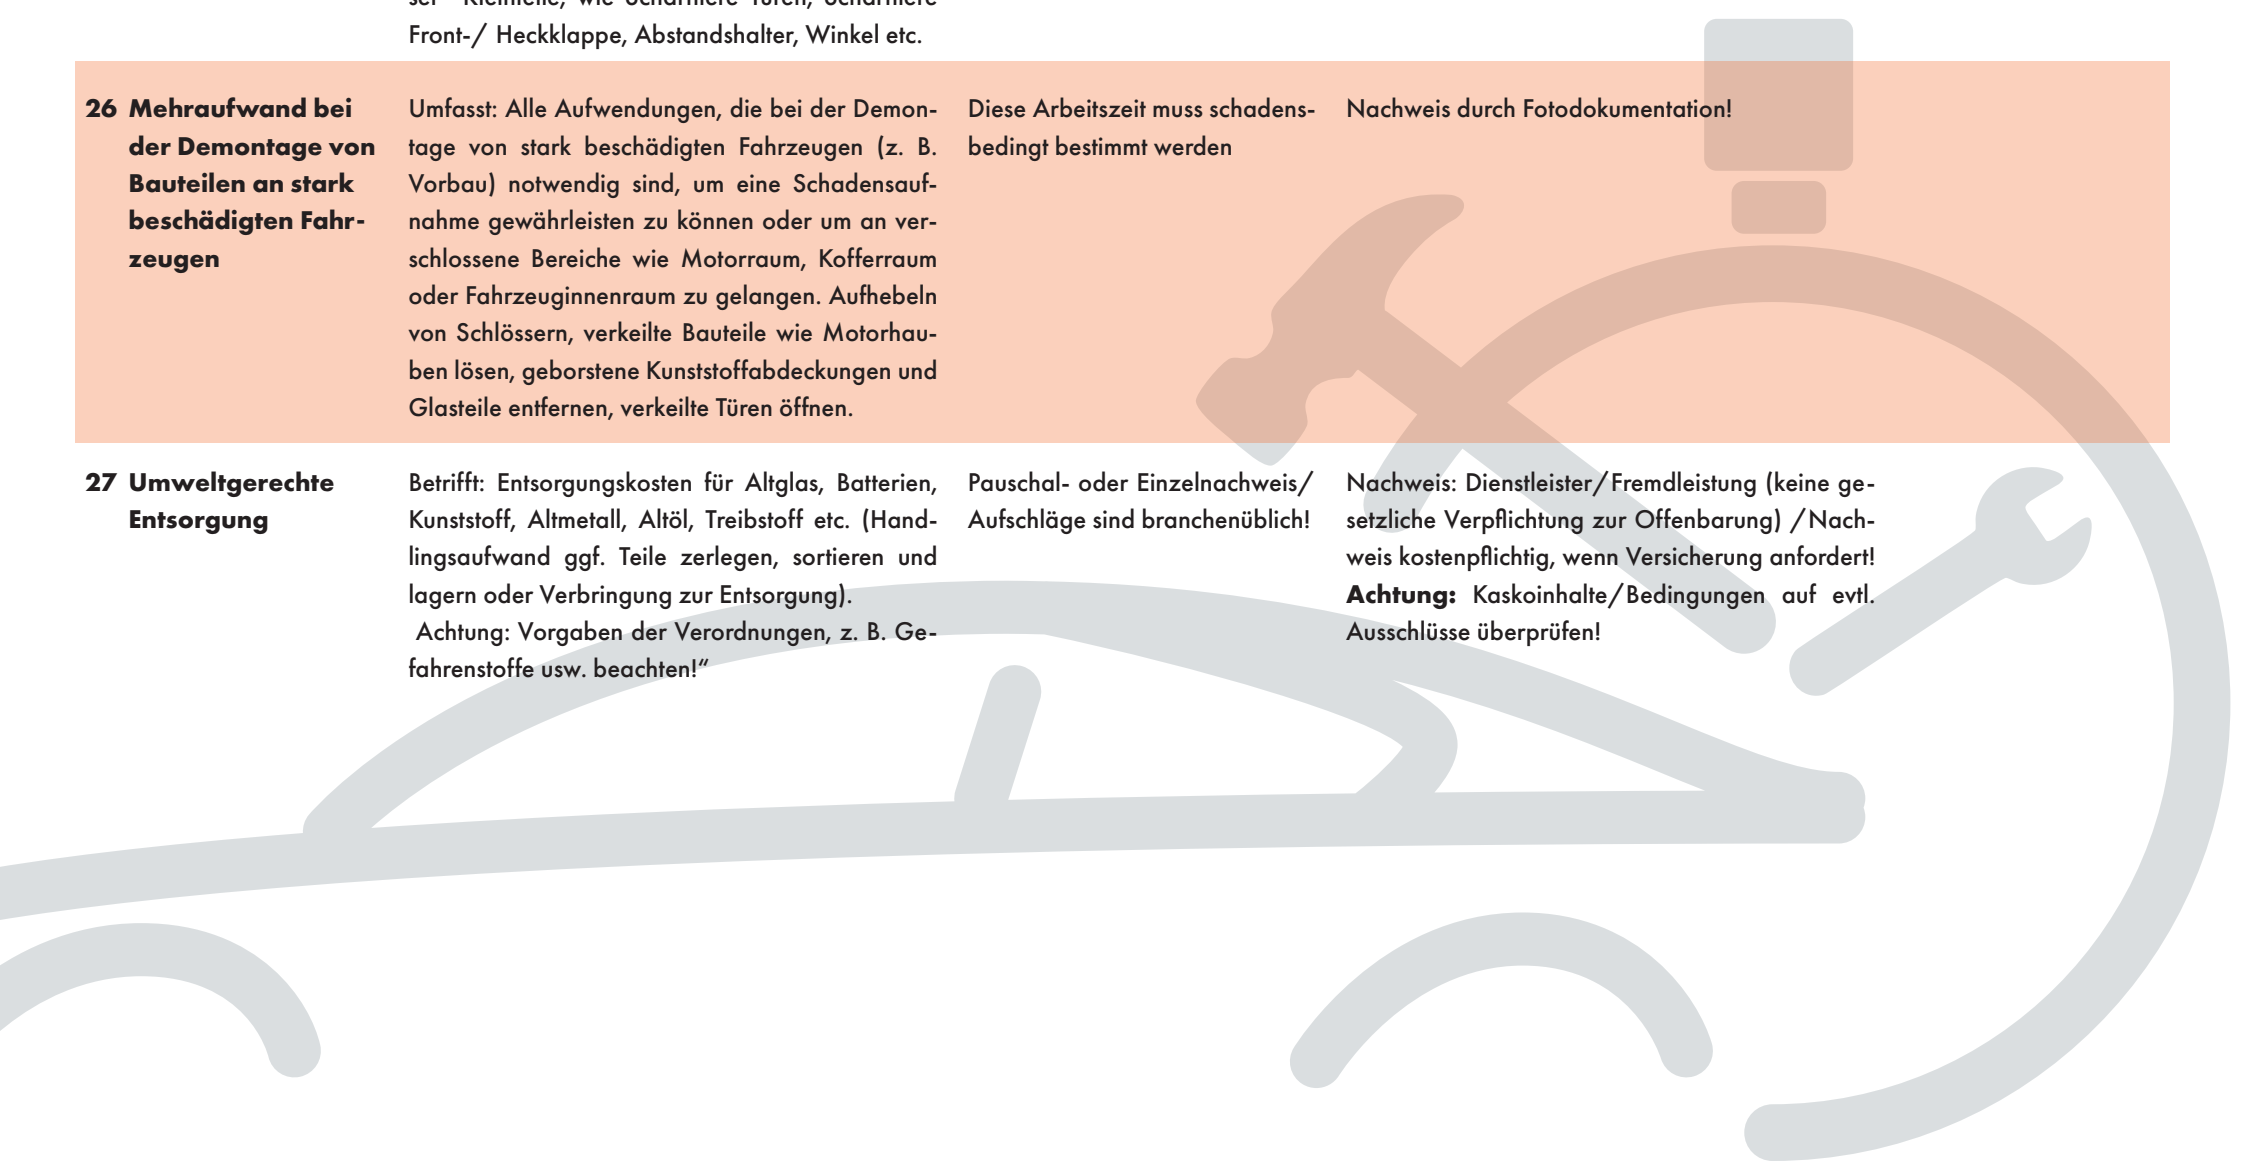 Kleinteile, wie Scharniere Türen, Scharniere
Front-/ Heckklappe, Abstandshalter, Winkel etc.
26 Mehraufwand bei
der Demontage von
Bauteilen an stark
beschädigten Fahr-
zeugen
Umfasst: Alle Aufwendungen, die bei der Demon-
tage von stark beschädigten Fahrzeugen (z. B.
Vorbau) notwendig sind, um eine Schadensauf-
nahme gewährleisten zu können oder um an ver-
schlossene Bereiche wie Motorraum, Kofferraum
oder Fahrzeuginnenraum zu gelangen. Aufhebeln
von Schlössern, verkeilte Bauteile wie Motorhau-
ben lösen, geborstene Kunststoffabdeckungen und
Glasteile entfernen, verkeilte Türen öffnen.
Diese Arbeitszeit muss schadens-
bedingt bestimmt werden
Nachweis durch Fotodokumentation!
27 Umweltgerechte
Entsorgung
Betrifft: Entsorgungskosten für Altglas, Batterien,
Kunststoff, Altmetall, Altöl, Treibstoff etc. (Hand-
lingsaufwand ggf. Teile zerlegen, sortieren und
lagern oder Verbringung zur Entsorgung).
Achtung: Vorgaben der Verordnungen, z. B. Ge-
fahrenstoffe usw. beachten!“
Pauschal- oder Einzelnachweis/
Aufschläge sind branchenüblich!
Nachweis: Dienstleister/Fremdleistung (keine ge-
setzliche Verpflichtung zur Offenbarung) /Nach-
weis kostenpflichtig, wenn Versicherung anfordert!
Achtung: Kaskoinhalte/Bedingungen auf evtl.
Ausschlüsse überprüfen!